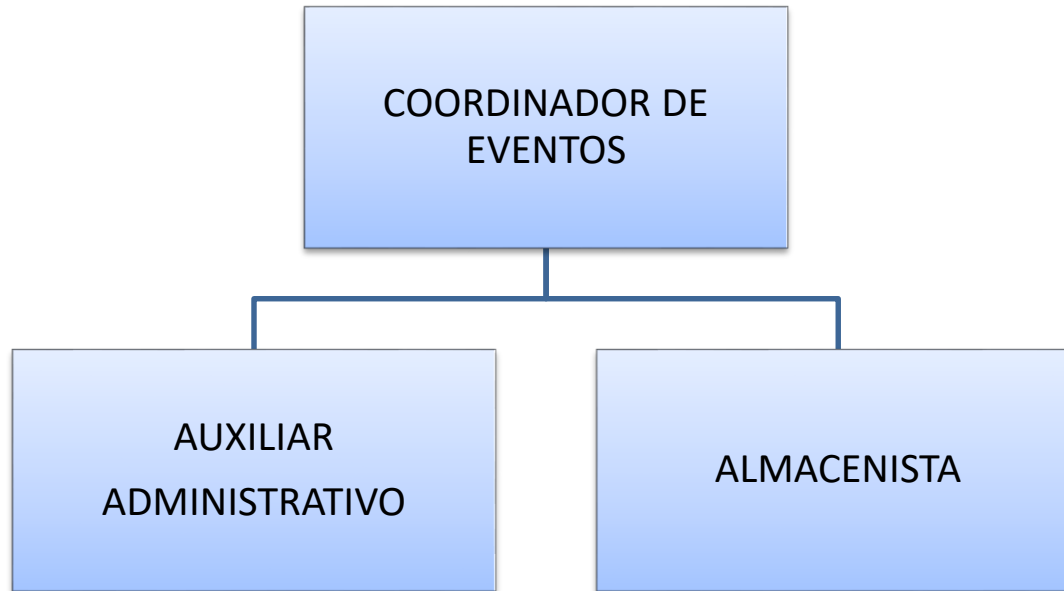 COORDINADOR DE
EVENTOS
AUXILIAR
ADMINISTRATIVO
ALMACENISTA